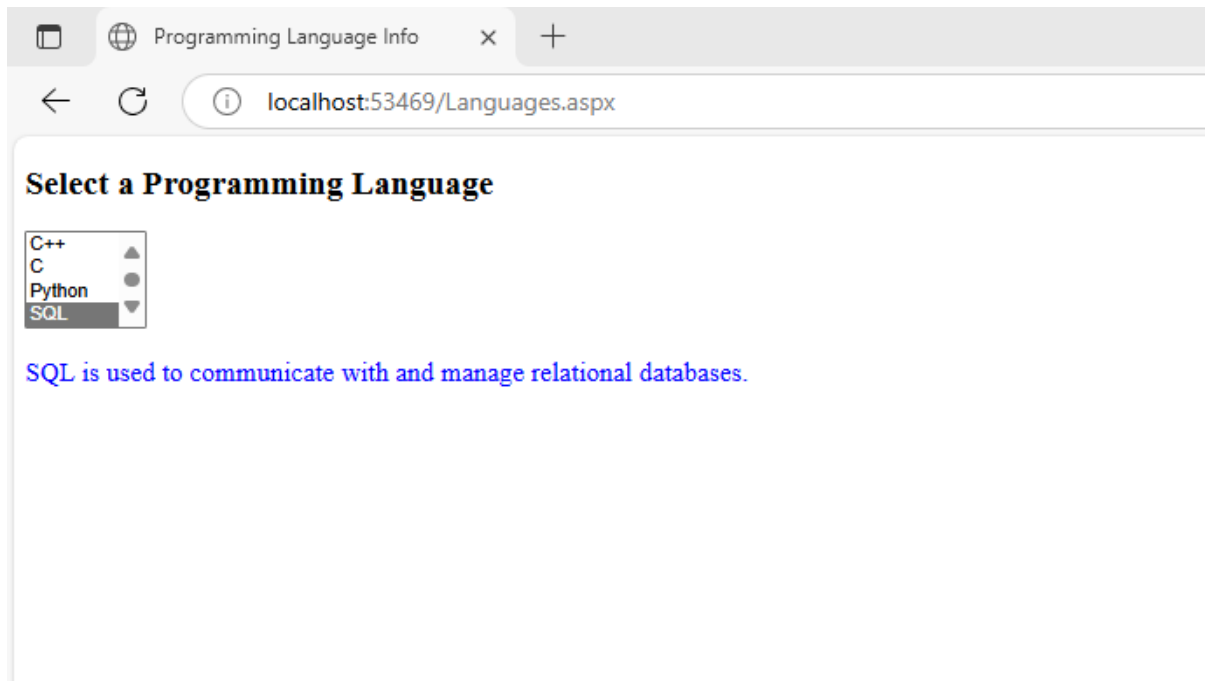 Programming Language Info
localhost:53469/Languages.aspx
Select a Programming Language
C++
C
Python
SQL
SQL is used to communicate with and manage relational databases.